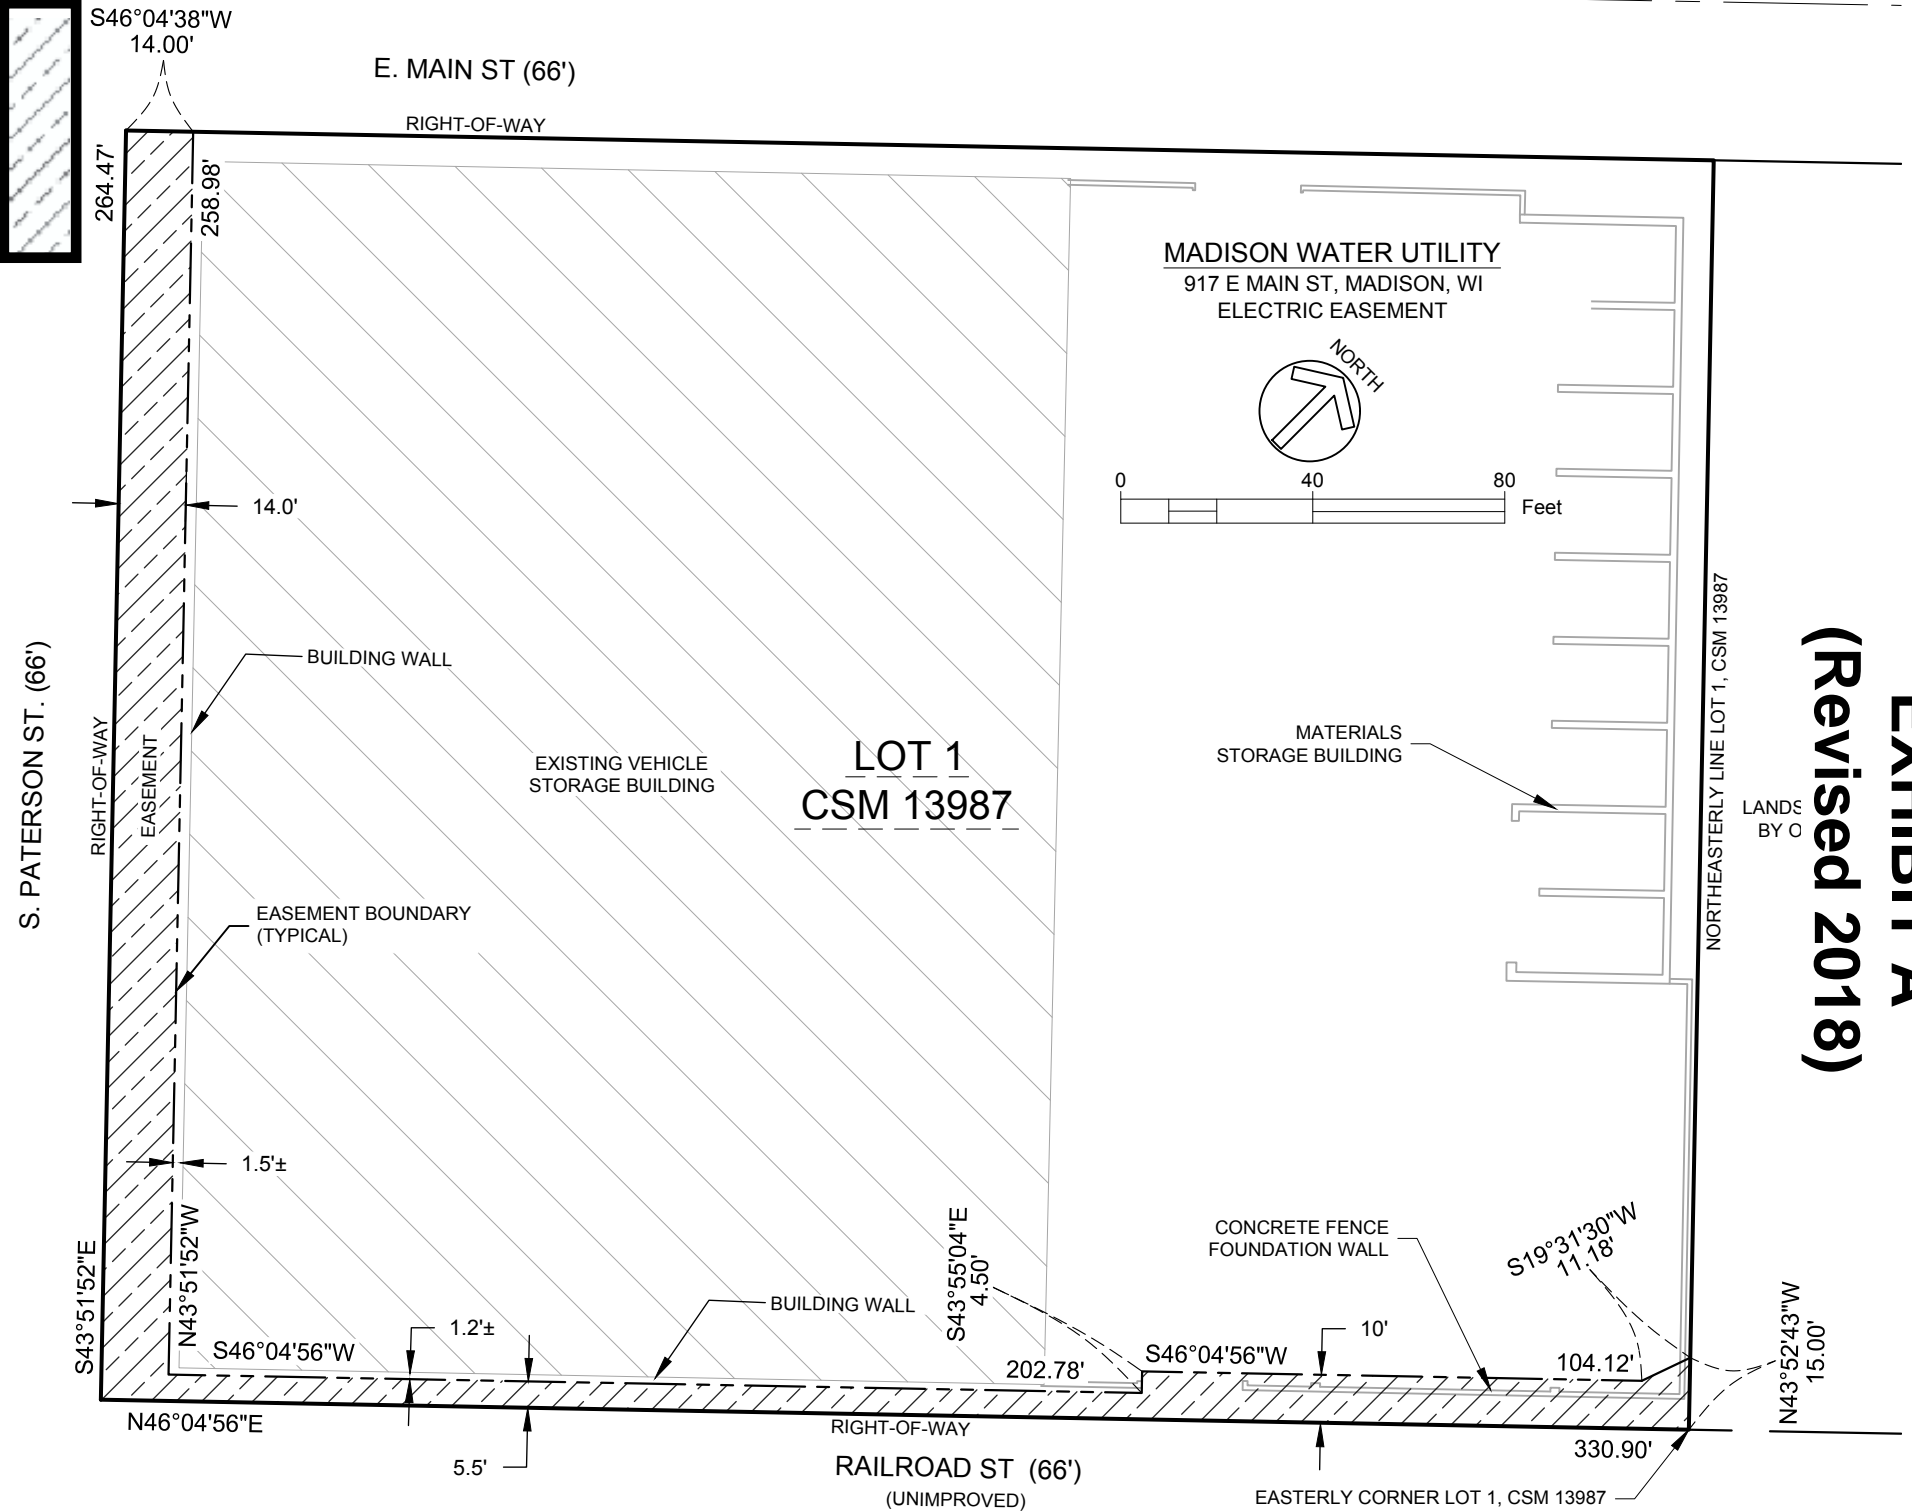 S46°04'38"W
14.00'
E. MAIN ST (66')
RIGHT-OF-WAY
264.47'
258.98'
MADISON WATER UTILITY
917 E MAIN ST, MADISON, WI
ELECTRIC EASEMENT
NORTH
0 40 80
Feet
14.0'
BUILDING WALL
S. PATERSON ST. (66')
RIGHT-OF-WAY
EASEMENT
EXISTING VEHICLE
STORAGE BUILDING
LOT 1
CSM 13987
MATERIALS
STORAGE BUILDING
NORTHEASTERLY LINE LOT 1, CSM 13987
LANDS
BY O
EXHIBIT A
(Revised 2018)
EASEMENT BOUNDARY
(TYPICAL)
1.5'±
S43°51'52"E
N43°51'52"W
S46°04'56"W
1.2'±
BUILDING WALL
S43°55'04"E
4.50'
202.78'
S46°04'56"W
CONCRETE FENCE
FOUNDATION WALL
10'
104.12'
S19°31'30"W
11.18'
N43°52'43"W
15.00'
N46°04'56"E
5.5'
RIGHT-OF-WAY
RAILROAD ST (66')
(UNIMPROVED)
330.90'
EASTERLY CORNER LOT 1, CSM 13987